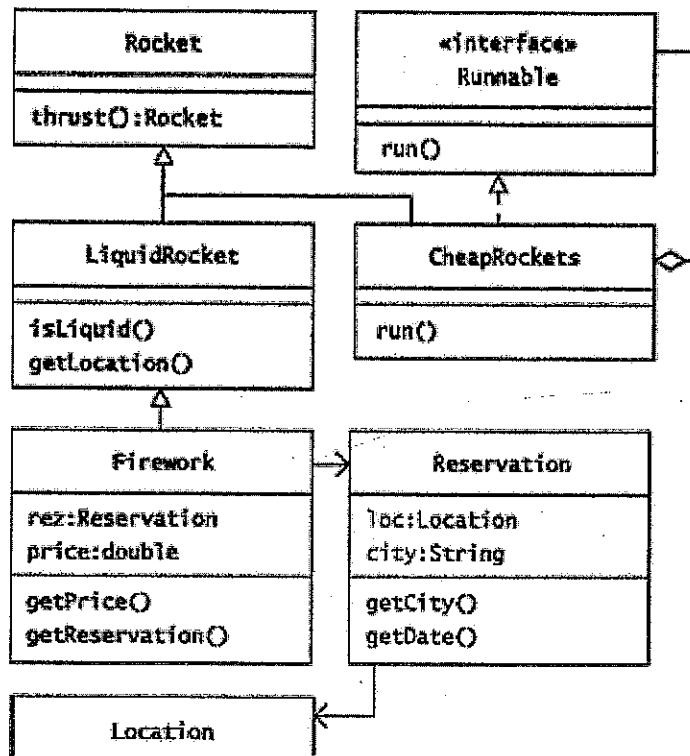 Rocket
thrust():Rocket
«interface»
Runnable
run()
LiquidRocket
isLiquid()
getLocation()
CheapRockets
run()
Firework
rez:Reservation
price:double
getPrice()
getReservation()
Reservation
loc:Location
city:String
getCity()
getDate()
Location